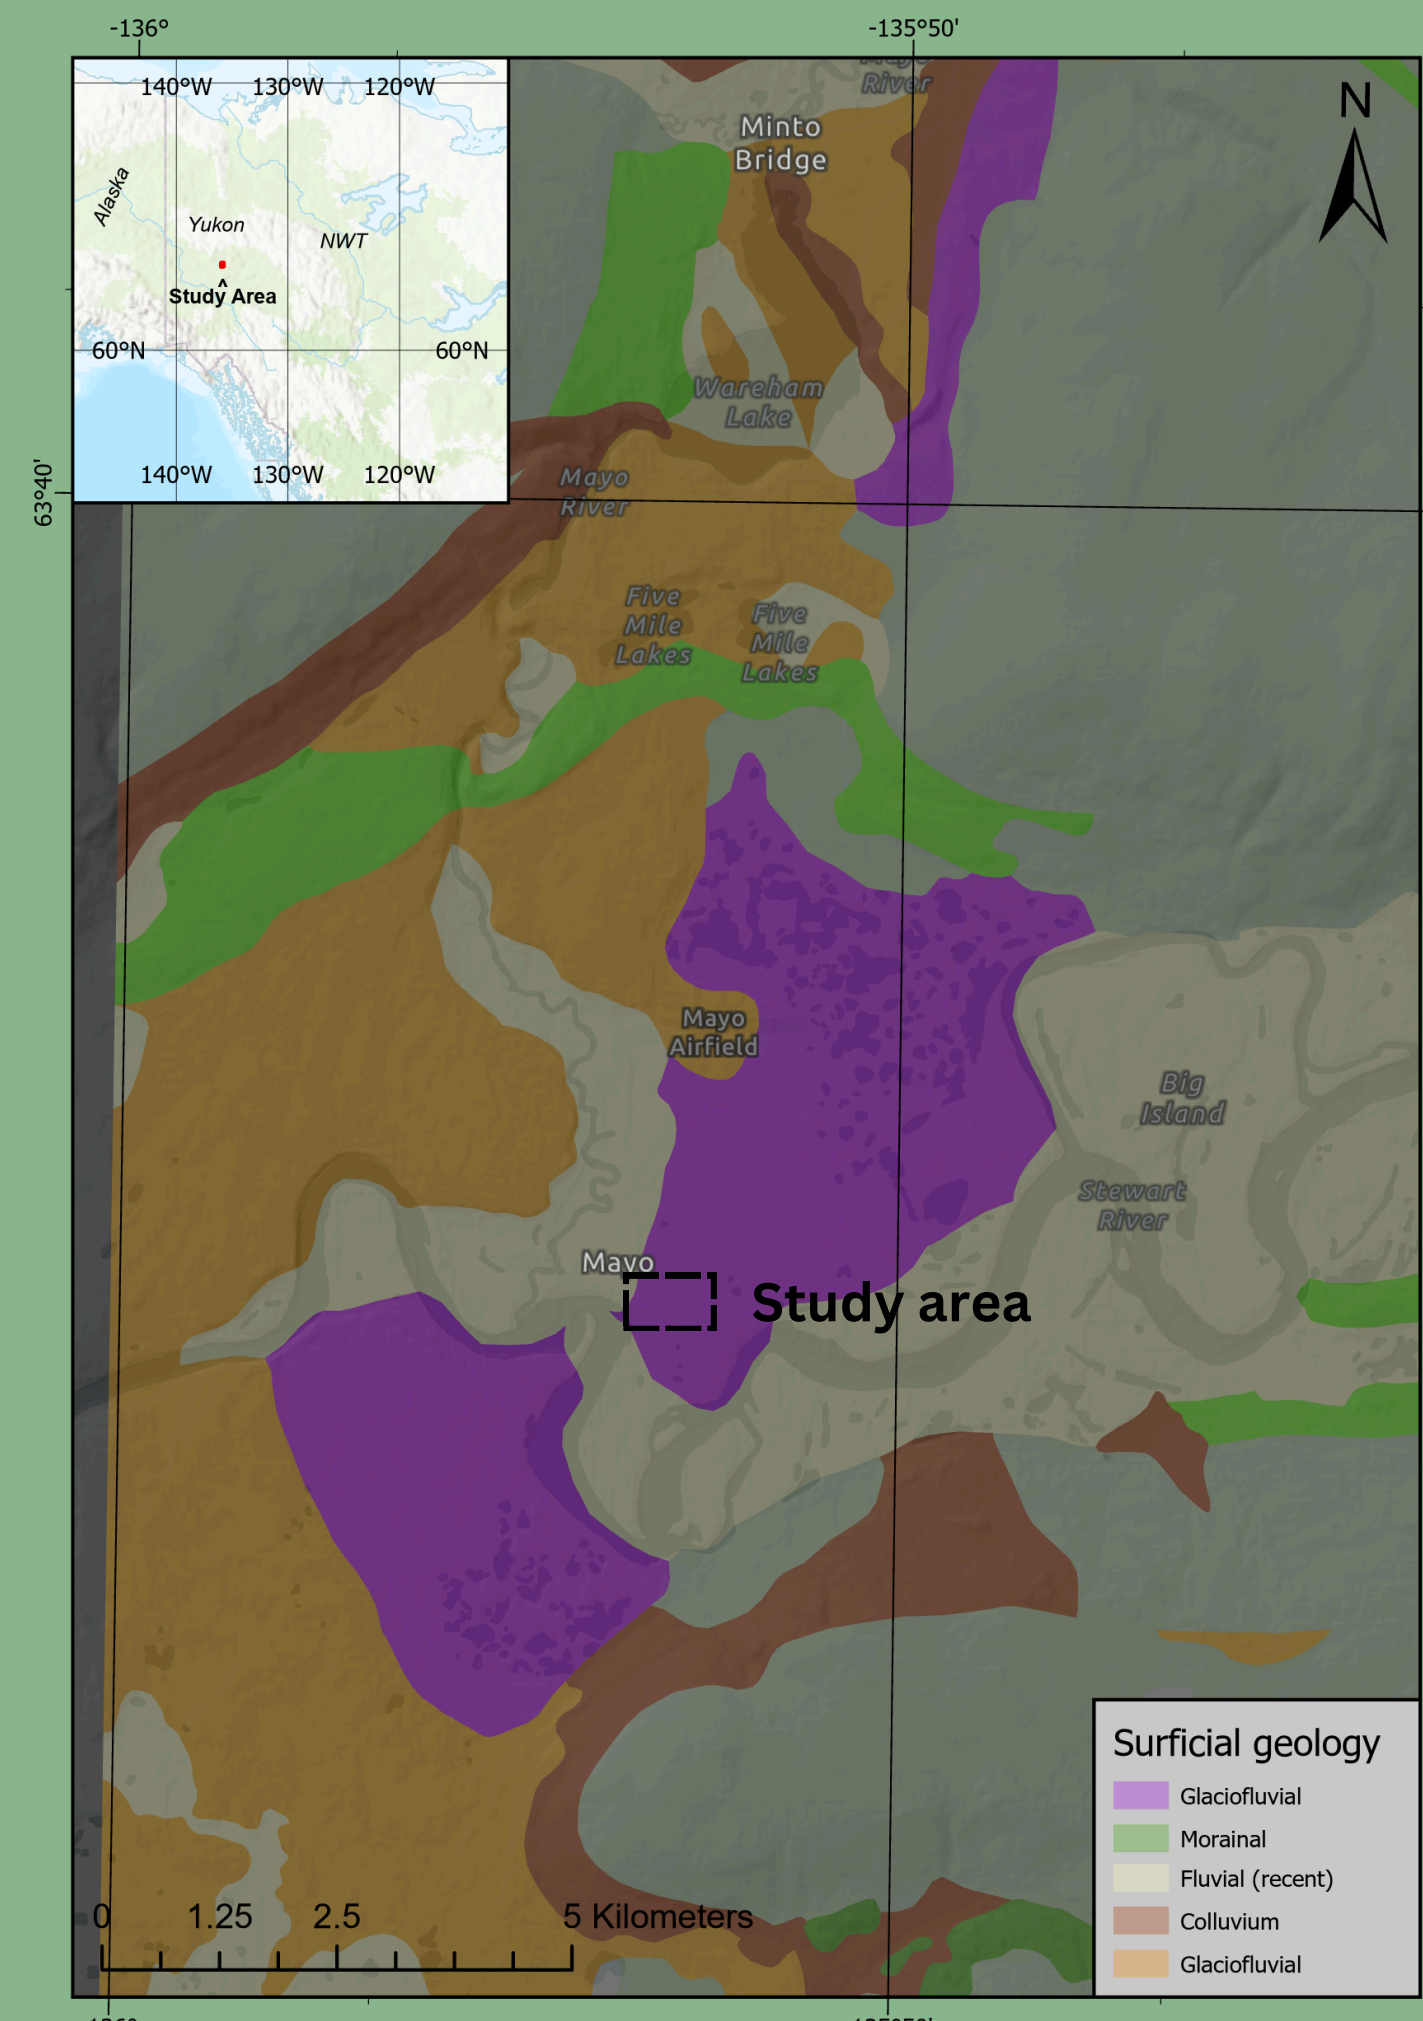 -136°
-135°50'
140°W
130°W
120°W
Alaska
Yukon
NWT
^
Study Area
60°N
60°N
140°W
130°W
120°W
River
Minto
Bridge
N
Wareham
Lake
63°40'
Mayo
River
Five
Mile
Lakes
Five
Mile
Lakes
Mayo
Airfield
Big
Island
Stewart
River
Mayo
Study area
Surficial geology
Glaciofluvial
Morainal
Fluvial (recent)
Colluvium
Glaciofluvial
0
1.25
2.5
5 Kilometers